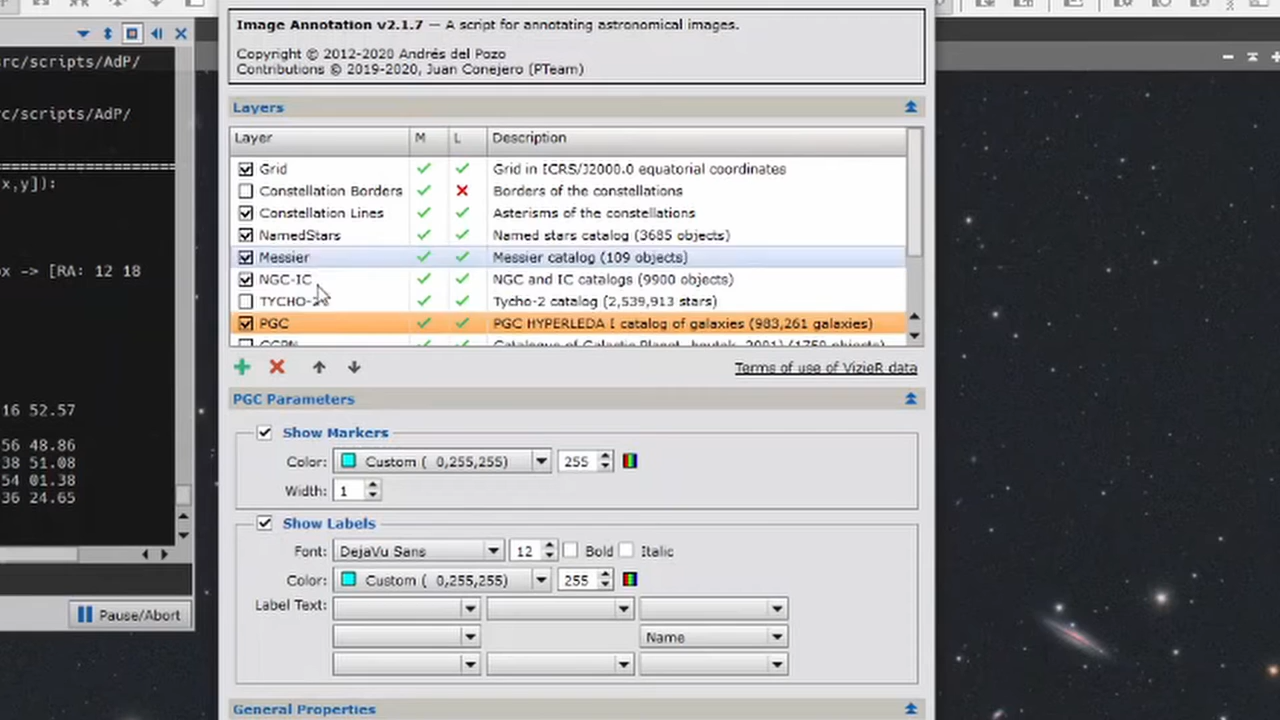 Image Annotation v2.1.7 — A script for annotating astronomical images.
Copyright © 2012-2020 Andrés del Pozo
Contributions © 2019-2020, Juan Conejero (PTeam)
rc/scripts/AdP/
c/scripts/AdP/
x,y]):
ox -> [RA: 12 18
16 52.57
56 48.86
38 51.08
54 01.38
36 24.65
Pause/Abort
Layers
Layer M L Description
Grid Grid in ICRS/J2000.0 equatorial coordinates
Constellation Borders Borders of the constellations
Constellation Lines Asterisms of the constellations
NamedStars Named stars catalog (3685 objects)
Messier Messier catalog (109 objects)
NGC-IC NGC and IC catalogs (9900 objects)
TYCHO- Tycho-2 catalog (2,539,913 stars)
PGC PGC HYPERLEDA I catalog of galaxies (983,261 galaxies)
Terms of use of VizieR data
PGC Parameters
Show Markers
Color: Custom ( 0,255,255) 255
Width: 1
Show Labels
Font: DejaVu Sans 12 Bold Italic
Color: Custom ( 0,255,255) 255
Label Text:
Name
General Properties